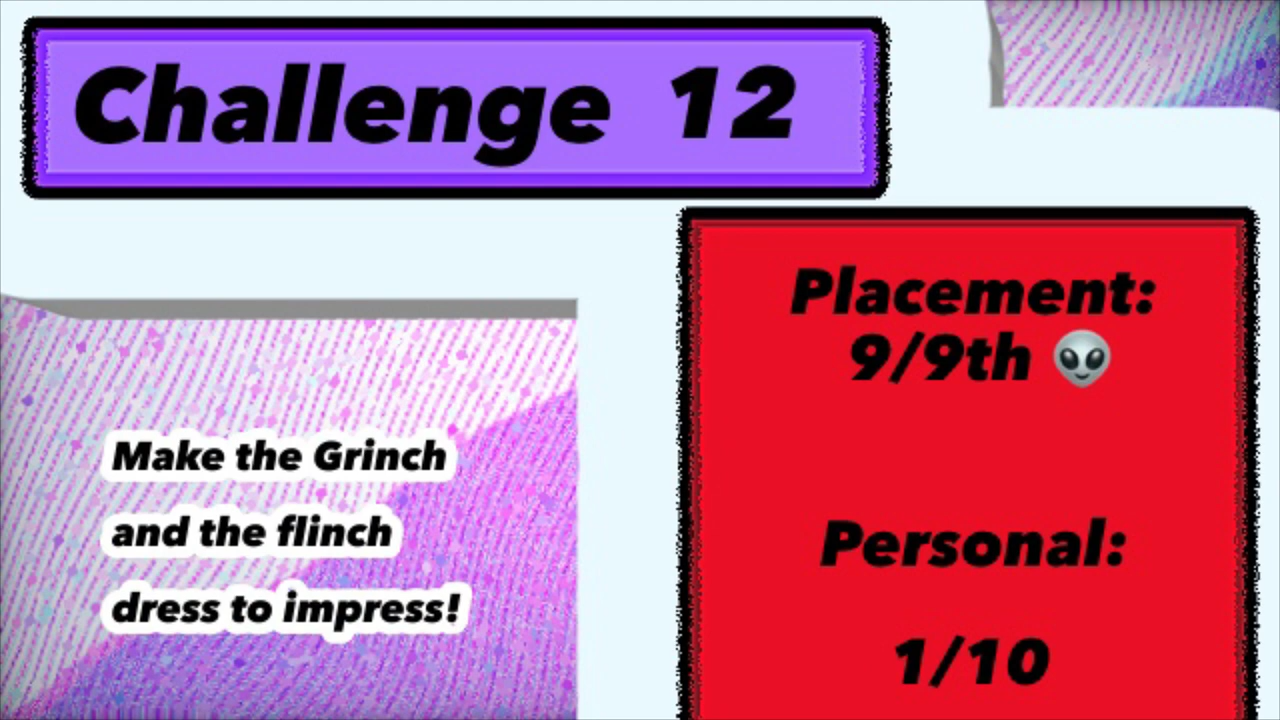 Challenge 12
Make the Grinch
and the flinch
dress to impress!
Placement:
9/9th 👽
Personal:
1/10